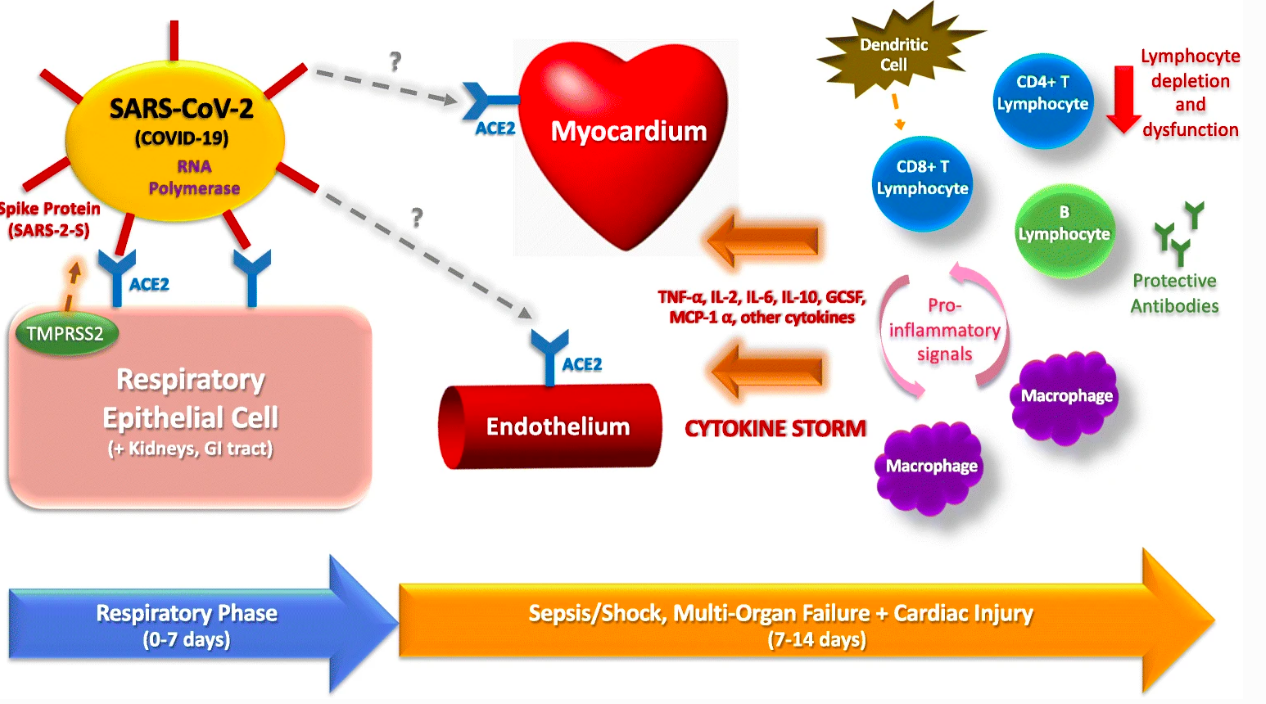 SARS-CoV-2
(COVID-19)
RNA
Polymerase
Spike Protein
(SARS-2-S)
ACE2
TMPRSS2
Respiratory
Epithelial Cell
(+ Kidneys, GI tract)
?
?
ACE2
Myocardium
ACE2
Endothelium
TNF-α, IL-2, IL-6, IL-10, GCSF,
MCP-1 α, other cytokines
CYTOKINE STORM
Dendritic
Cell
CD4+ T
Lymphocyte
Lymphocyte
depletion
and
dysfunction
CD8+ T
Lymphocyte
B
Lymphocyte
Protective
Antibodies
Pro-
inflammatory
signals
Macrophage
Macrophage
Respiratory Phase
(0-7 days)
Sepsis/Shock, Multi-Organ Failure + Cardiac Injury
(7-14 days)